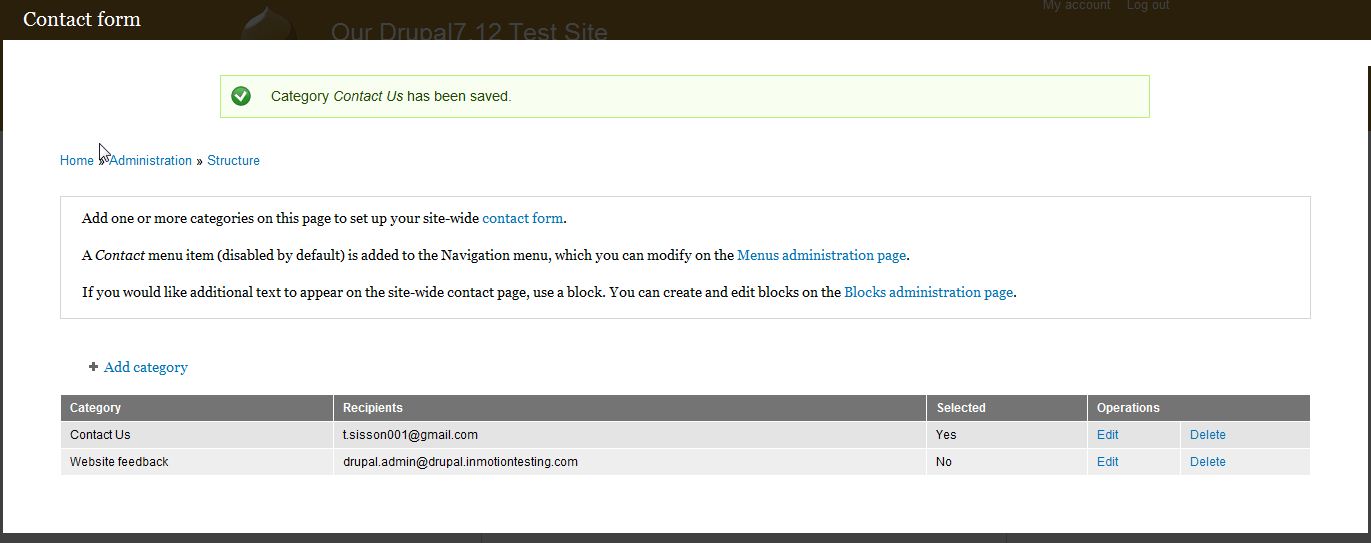 Contact form
My account Log out
Our Drupal7.12 Test Site
Category Contact Us has been saved.
Home » Administration » Structure
Add one or more categories on this page to set up your site-wide contact form.
A Contact menu item (disabled by default) is added to the Navigation menu, which you can modify on the Menus administration page.
If you would like additional text to appear on the site-wide contact page, use a block. You can create and edit blocks on the Blocks administration page.
Add category
Category Recipients Selected Operations
Contact Us t.sisson001@gmail.com Yes Edit Delete
Website feedback drupal.admin@drupal.inmotiontesting.com No Edit Delete